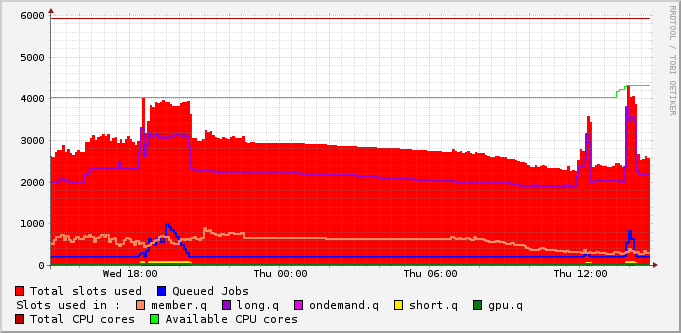 RRDTOOL / TOBI OETIKER
6000
5000
4000
3000
2000
1000
0
Wed 18:00 Thu 00:00 Thu 06:00 Thu 12:00
Total slots used Queued Jobs
Slots used in : member.q long.q ondemand.q short.q gpu.q
Total CPU cores Available CPU cores